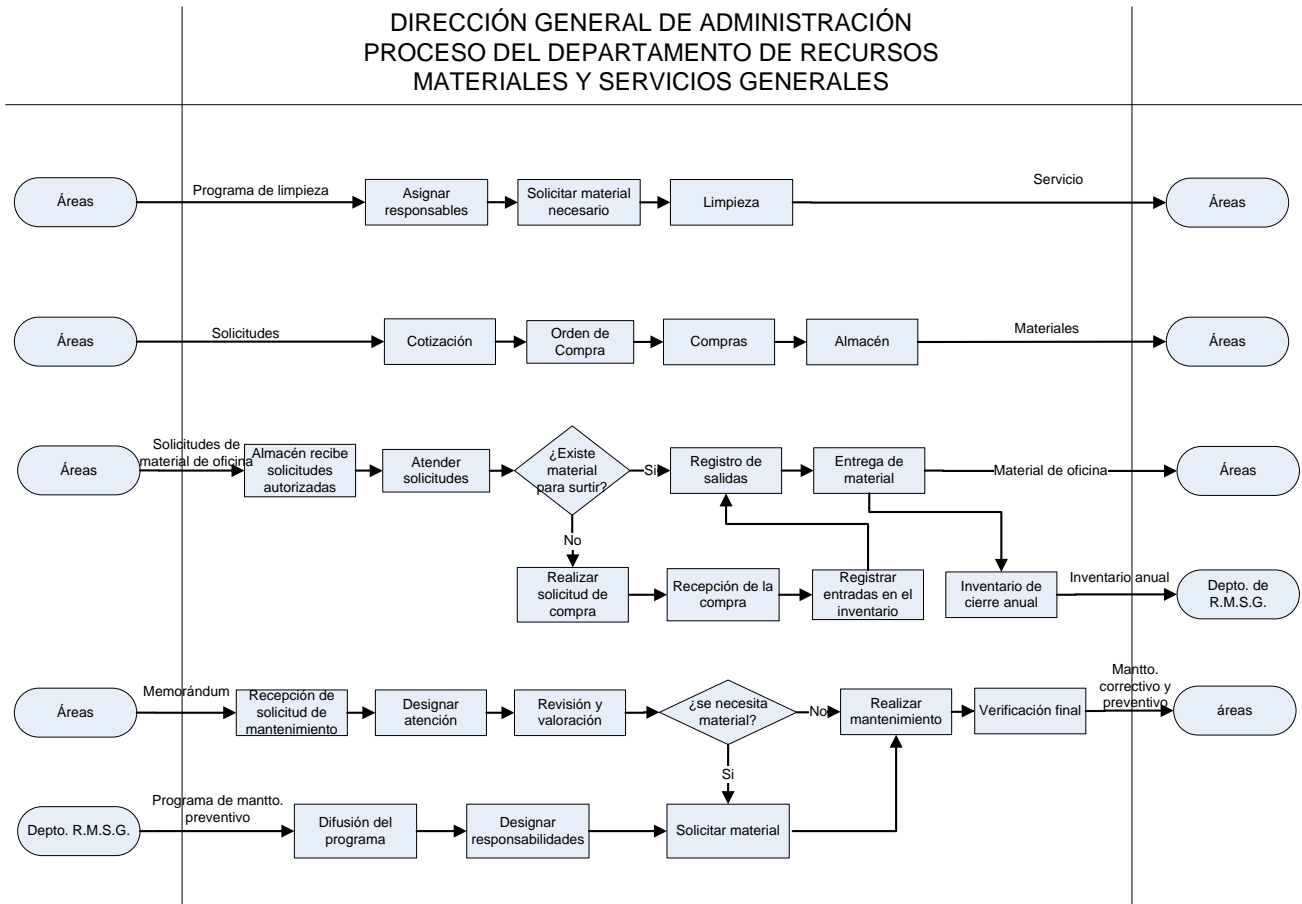 DIRECCIÓN GENERAL DE ADMINISTRACIÓN
PROCESO DEL DEPARTAMENTO DE RECURSOS
MATERIALES Y SERVICIOS GENERALES
Áreas
Programa de limpieza
Asignar
responsables
Solicitar material
necesario
Limpieza
Servicio
Áreas
Áreas
Solicitudes
Cotización
Orden de
Compra
Compras
Almacén
Materiales
Áreas
Áreas
Solicitudes de
material de oficina
Almacén recibe
solicitudes
autorizadas
Atender
solicitudes
¿Existe
material
para surtir?
Si
Registro de
salidas
Entrega de
material
Material de oficina
Áreas
No
Realizar
solicitud de
compra
Recepción de la
compra
Registrar
entradas en el
inventario
Inventario de
cierre anual
Inventario anual
Depto. de
R.M.S.G.
Áreas
Memorándum
Recepción de
solicitud de
mantenimiento
Designar
atención
Revisión y
valoración
¿se necesita
material?
No
Realizar
mantenimiento
Verificación final
Mantto.
correctivo y
preventivo
áreas
Si
Depto. R.M.S.G.
Programa de mantto.
preventivo
Difusión del
programa
Designar
responsabilidades
Solicitar material